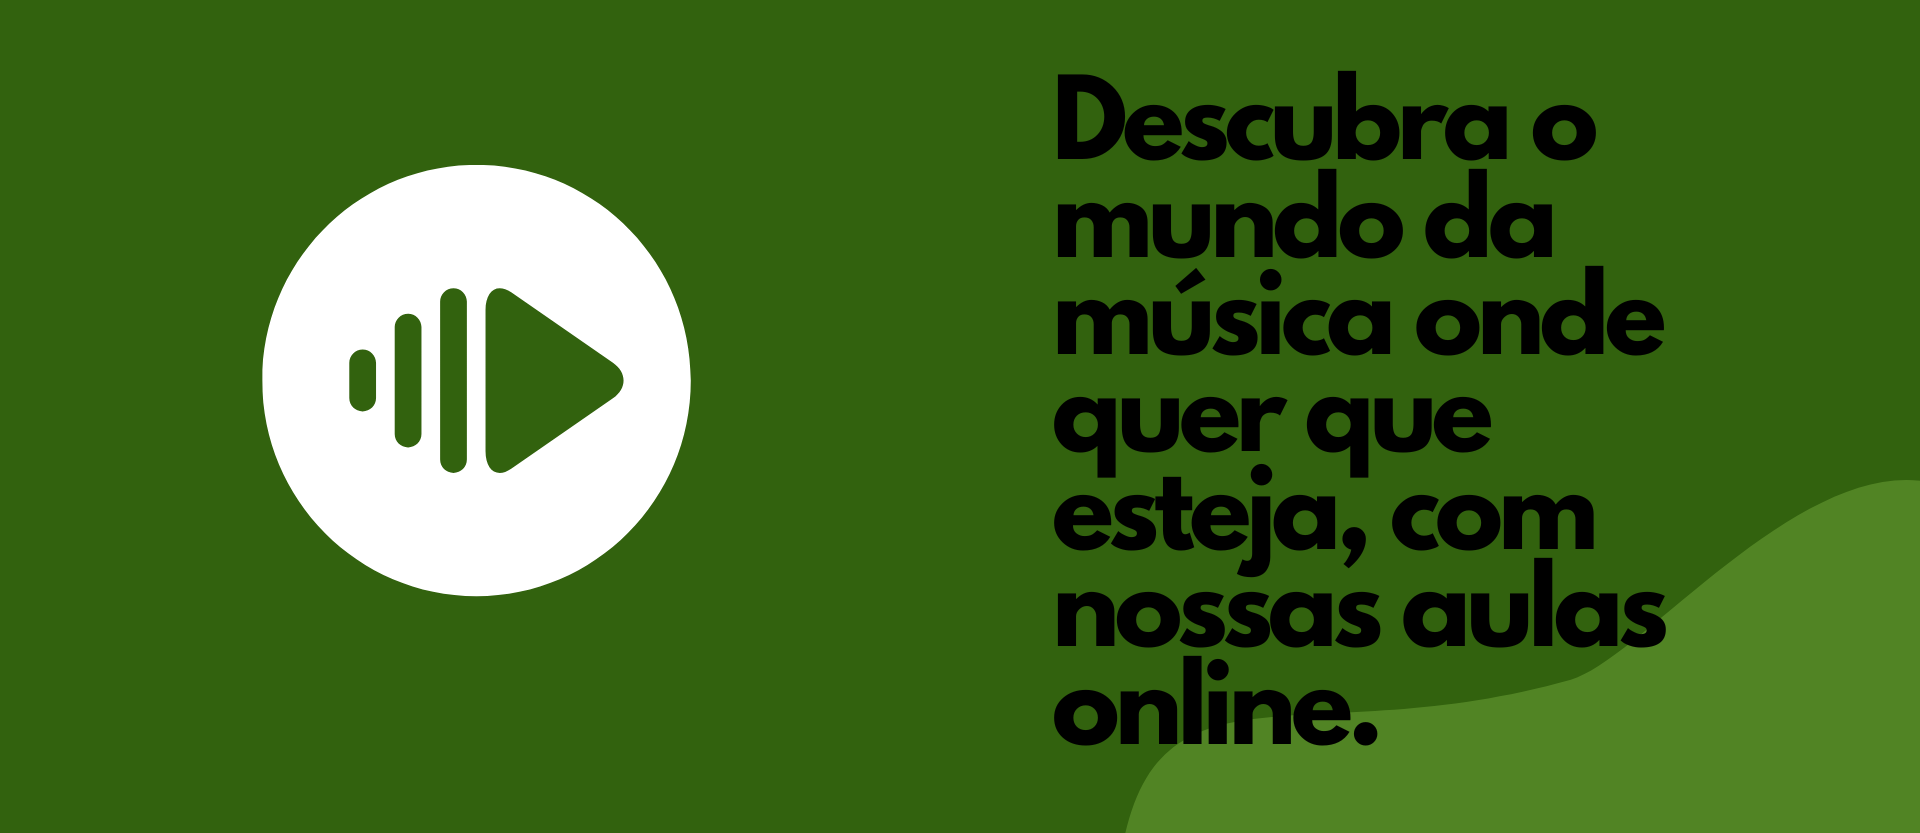 Descubra o
mundo da
música onde
quer que
esteja, com
nossas aulas
online.